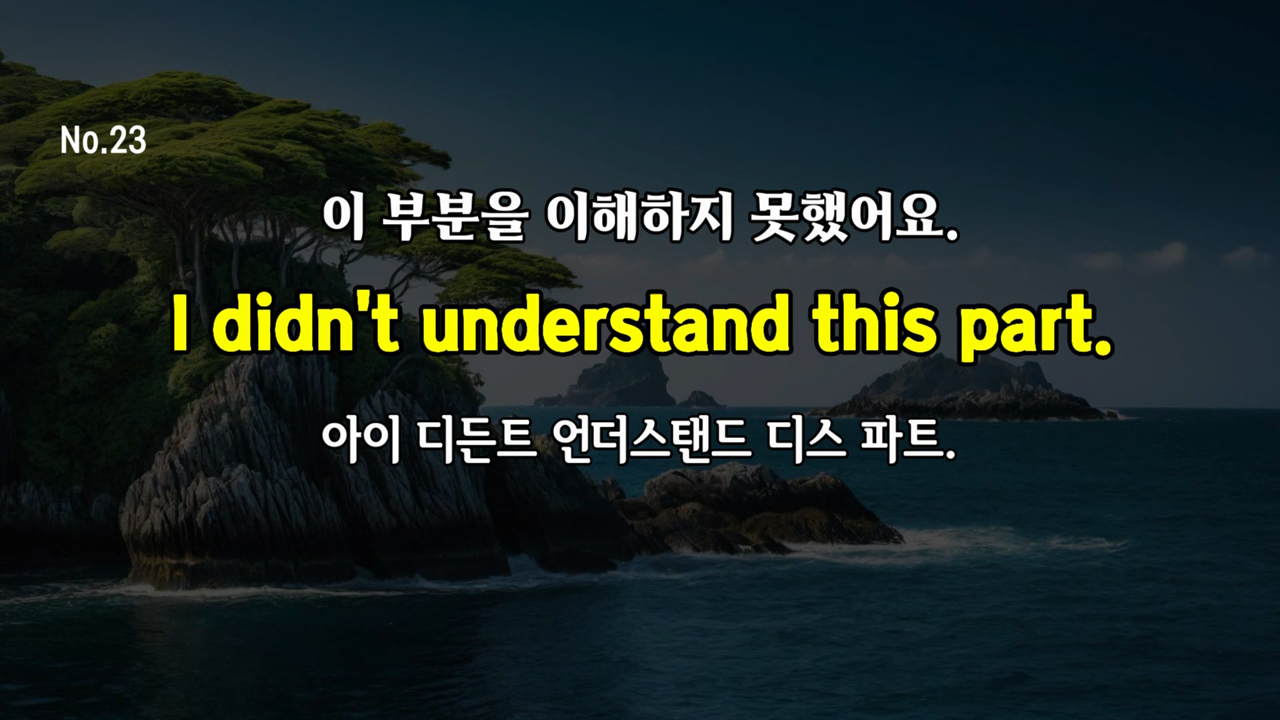 No.23
이 부분을 이해하지 못했어요.
I didn't understand this part.
아이 디든트 언더스탠드 디스 파트.